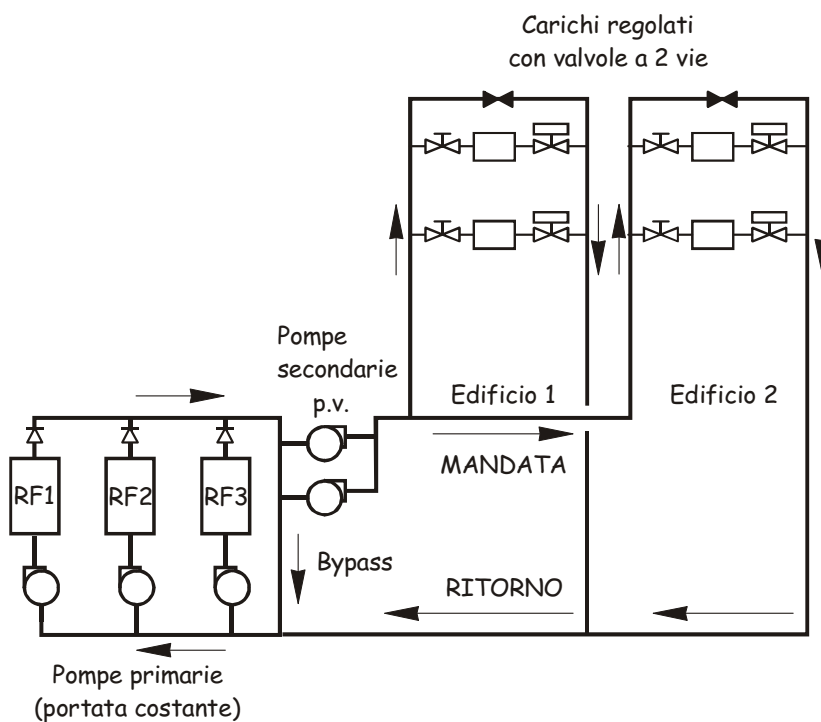 Carichi regolati
con valvole a 2 vie
Pompe
secondarie
p.v.
Edificio 1
Edificio 2
MANDATA
RF1
RF2
RF3
Bypass
RITORNO
Pompe primarie
(portata costante)